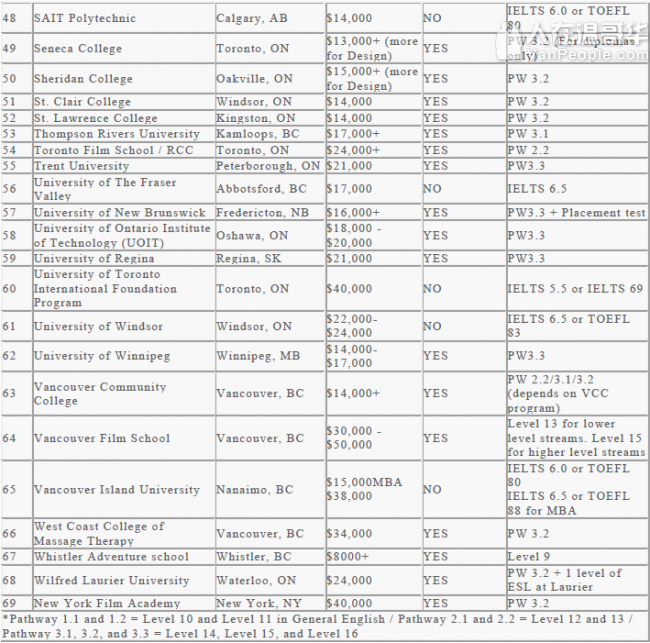 48 SAIT Polytechnic Calgary, AB $14,000 NO IELTS 6.0 or TOEFL
80
49 Seneca College Toronto, ON $13,000+ (more
for Design) YES PW 3.2 (For diplomas
only)
50 Sheridan College Oakville, ON $15,000+ (more
for Design) YES PW 3.2
51 St. Clair College Windsor, ON $14,000 YES PW 3.2
52 St. Lawrence College Kingston, ON $14,000 YES PW 3.2
53 Thompson Rivers University Kamloops, BC $17,000+ YES PW 3.1
54 Toronto Film School / RCC Toronto, ON $24,000+ YES PW 2.2
55 Trent University Peterborough, ON $21,000 YES PW3.3
56 University of The Fraser
Valley Abbotsford, BC $17,000 NO IELTS 6.5
57 University of New Brunswick Fredericton, NB $16,000+ YES PW3.3 + Placement test
58 University of Ontario Institute
of Technology (UOIT) Oshawa, ON $18,000 -
$20,000 YES PW3.3
59 University of Regina Regina, SK $21,000 YES PW3.3
60 University of Toronto
International Foundation
Program Toronto, ON $40,000 NO IELTS 5.5 or IELTS 69
61 University of Windsor Windsor, ON $22,000-
$24,000 NO IELTS 6.5 or TOEFL
83
62 University of Winnipeg Winnipeg, MB $14,000-
$17,000 YES PW3.3
63 Vancouver Community
College Vancouver, BC $14,000+ YES PW 2.2/3.1/3.2
(depends on VCC
program)
64 Vancouver Film School Vancouver, BC $30,000 -
$50,000 YES Level 13 for lower
level streams. Level 15
for higher level streams
65 Vancouver Island University Nanaimo, BC $15,000MBA
$38,000 NO IELTS 6.0 or TOEFL
80
IELTS 6.5 or TOEFL
88 for MBA
66 West Coast College of
Massage Therapy Vancouver, BC $34,000 YES PW 3.2
67 Whistler Adventure school Whistler, BC $8000+ YES Level 9
68 Wilfred Laurier University Waterloo, ON $24,000 YES PW 3.2 + 1 level of
ESL at Laurier
69 New York Film Academy New York, NY $40,000 YES PW 3.2
*Pathway 1.1 and 1.2 = Level 10 and Level 11 in General English / Pathway 2.1 and 2.2 = Level 12 and 13 /
Pathway 3.1, 3.2, and 3.3 = Level 14, Level 15, and Level 16
人在温哥华
VanPeople.com